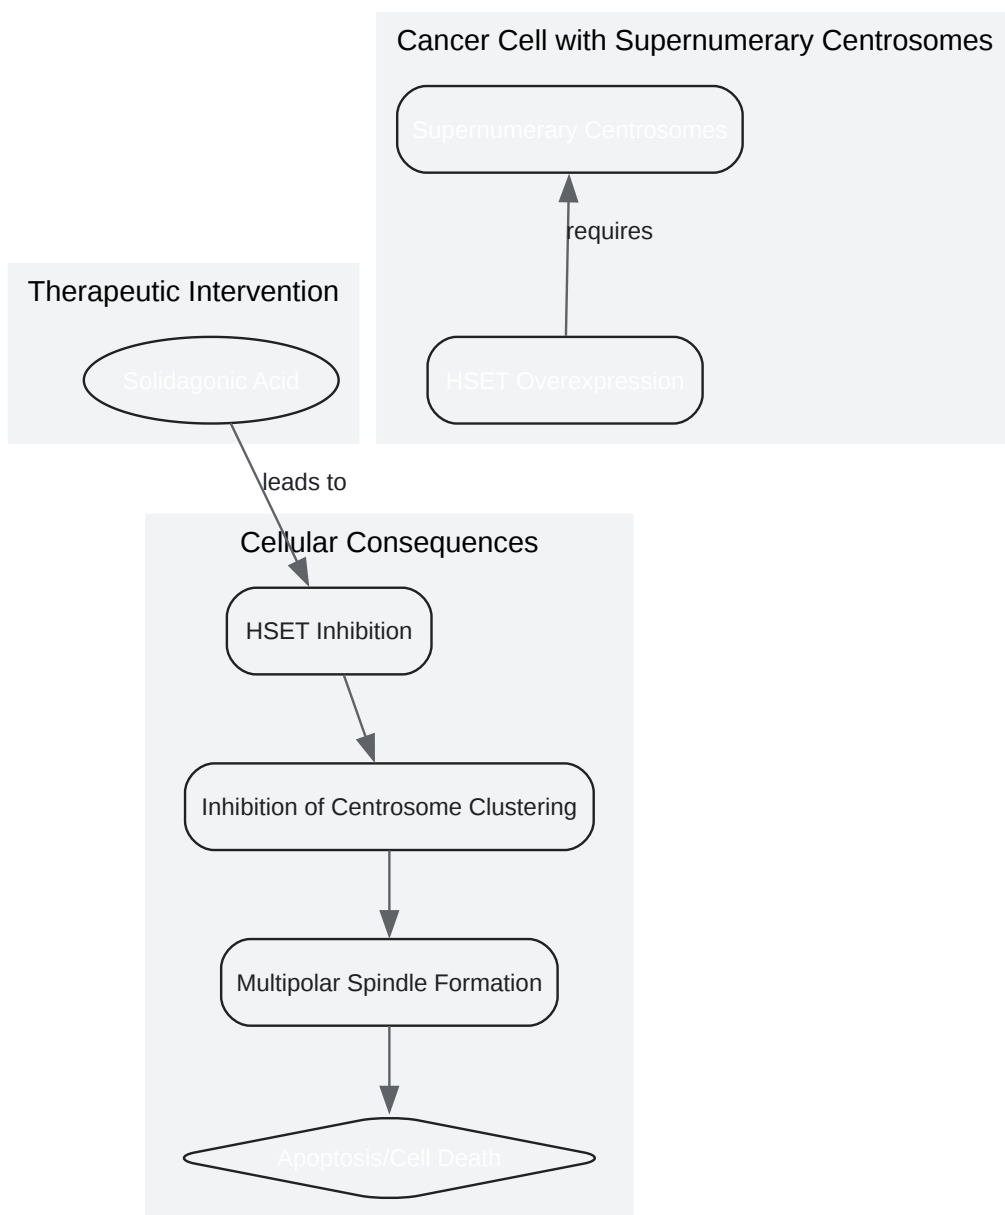 Cancer Cell with Supernumerary Centrosomes
Supernumerary Centrosomes
requires
HSET Overexpression
Therapeutic Intervention
Solidagonic Acid
leads to
Cellular Consequences
HSET Inhibition
Inhibition of Centrosome Clustering
Multipolar Spindle Formation
Apoptosis/Cell Death